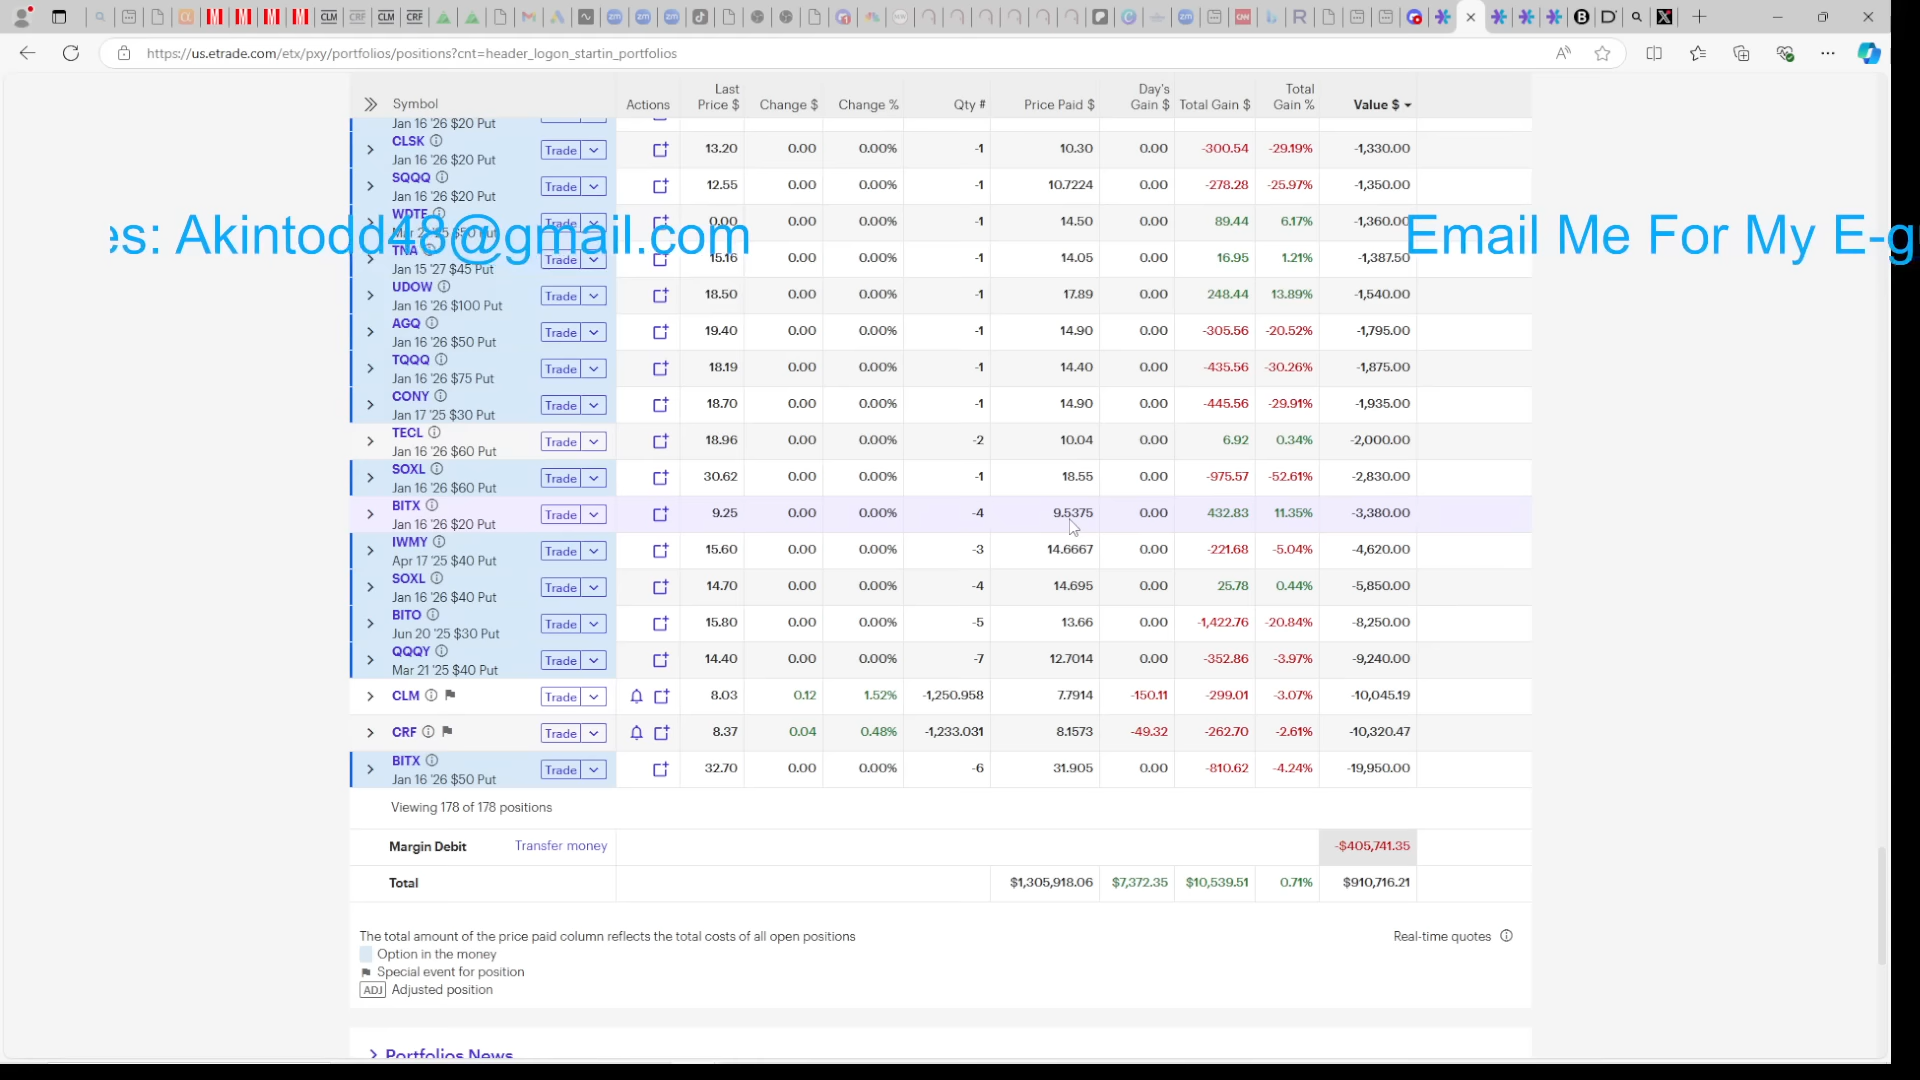 https://us.etrade.com/etx/pxy/portfolios/positions?cnt=header_logon_startin_portfolios
Symbol Actions Last Price $ Change $ Change % Qty # Price Paid $ Day's Gain $ Total Gain $ Total Gain % Value $
Jan 16 '26 $20 Put
CLSK Trade 13.20 0.00 0.00% -1 10.30 0.00 -300.54 -29.19% -1,330.00
Jan 16 '26 $20 Put
SQQQ Trade 12.55 0.00 0.00% -1 10.7224 0.00 -278.28 -25.97% -1,350.00
Jan 16 '26 $20 Put
WDTE Trade 0.00 0.00 0.00% -1 14.50 0.00 89.44 6.17% -1,360.00
es: Akintodd48@gmail.com Email Me For My E-g
TNA Trade 15.16 0.00 0.00% -1 14.05 0.00 16.95 1.21% -1,387.50
Jan 15 '27 $45 Put
UDOW Trade 18.50 0.00 0.00% -1 17.89 0.00 248.44 13.89% -1,540.00
Jan 16 '26 $100 Put
AGQ Trade 19.40 0.00 0.00% -1 14.90 0.00 -305.56 -20.52% -1,795.00
Jan 16 '26 $50 Put
TQQQ Trade 18.19 0.00 0.00% -1 14.40 0.00 -435.56 -30.26% -1,875.00
Jan 16 '26 $75 Put
CONY Trade 18.70 0.00 0.00% -1 14.90 0.00 -445.56 -29.91% -1,935.00
Jan 17 '25 $30 Put
TECL Trade 18.96 0.00 0.00% -2 10.04 0.00 6.92 0.34% -2,000.00
Jan 16 '26 $60 Put
SOXL Trade 30.62 0.00 0.00% -1 18.55 0.00 -975.57 -52.61% -2,830.00
Jan 16 '26 $60 Put
BITX Trade 9.25 0.00 0.00% -4 9.5375 0.00 432.83 11.35% -3,380.00
Jan 16 '26 $20 Put
IWMY Trade 15.60 0.00 0.00% -3 14.6667 0.00 -221.68 -5.04% -4,620.00
Apr 17 '25 $40 Put
SOXL Trade 14.70 0.00 0.00% -4 14.695 0.00 25.78 0.44% -5,850.00
Jan 16 '26 $40 Put
BITO Trade 15.80 0.00 0.00% -5 13.66 0.00 -1,422.76 -20.84% -8,250.00
Jun 20 '25 $30 Put
QQQY Trade 14.40 0.00 0.00% -7 12.7014 0.00 -352.86 -3.97% -9,240.00
Mar 21 '25 $40 Put
CLM Trade 8.03 0.12 1.52% -1,250.958 7.7914 -150.11 -299.01 -3.07% -10,045.19
CRF Trade 8.37 0.04 0.48% -1,233.031 8.1573 -49.32 -262.70 -2.61% -10,320.47
BITX Trade 32.70 0.00 0.00% -6 31.905 0.00 -810.62 -4.24% -19,950.00
Jan 16 '26 $50 Put
Viewing 178 of 178 positions
Margin Debit Transfer money -$405,741.35
Total $1,305,918.06 $7,372.35 $10,539.51 0.71% $910,716.21
The total amount of the price paid column reflects the total costs of all open positions Real-time quotes
Option in the money
Special event for position
ADJ Adjusted position
Portfolios News